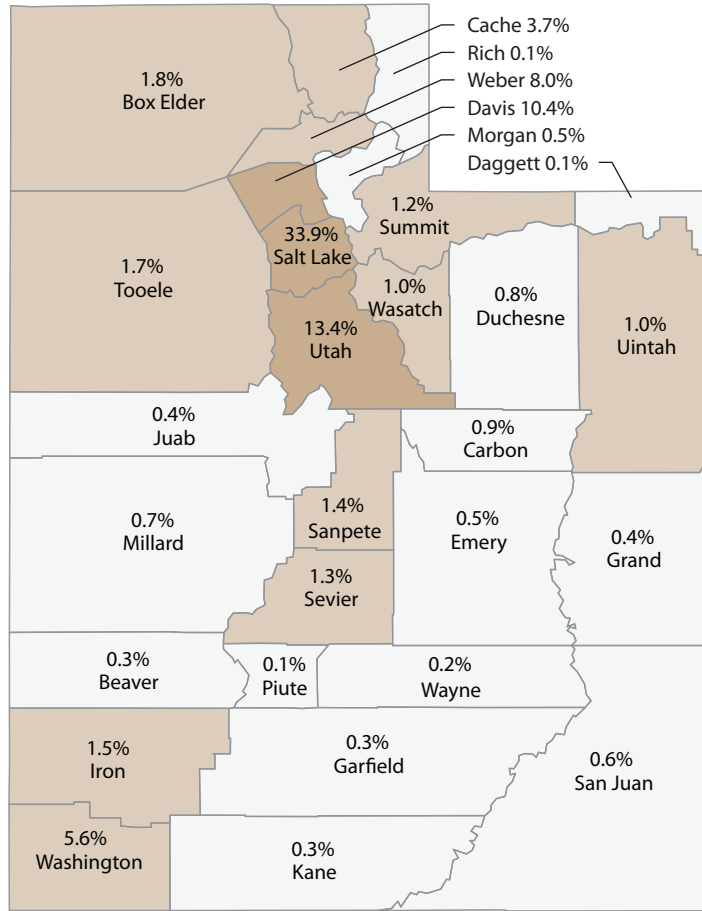 Cache 3.7%
Rich 0.1%
Weber 8.0%
Davis 10.4%
Morgan 0.5%
Daggett 0.1%
1.8%
Box Elder
1.2%
Summit
33.9%
Salt Lake
1.7%
Tooele
1.0%
Wasatch
0.8%
Duchesne
1.0%
Uintah
13.4%
Utah
0.4%
Juab
0.9%
Carbon
1.4%
Sanpete
0.7%
Millard
0.5%
Emery
0.4%
Grand
1.3%
Sevier
0.3%
Beaver
0.1%
Piute
0.2%
Wayne
1.5%
Iron
0.3%
Garfield
0.6%
San Juan
5.6%
Washington
0.3%
Kane